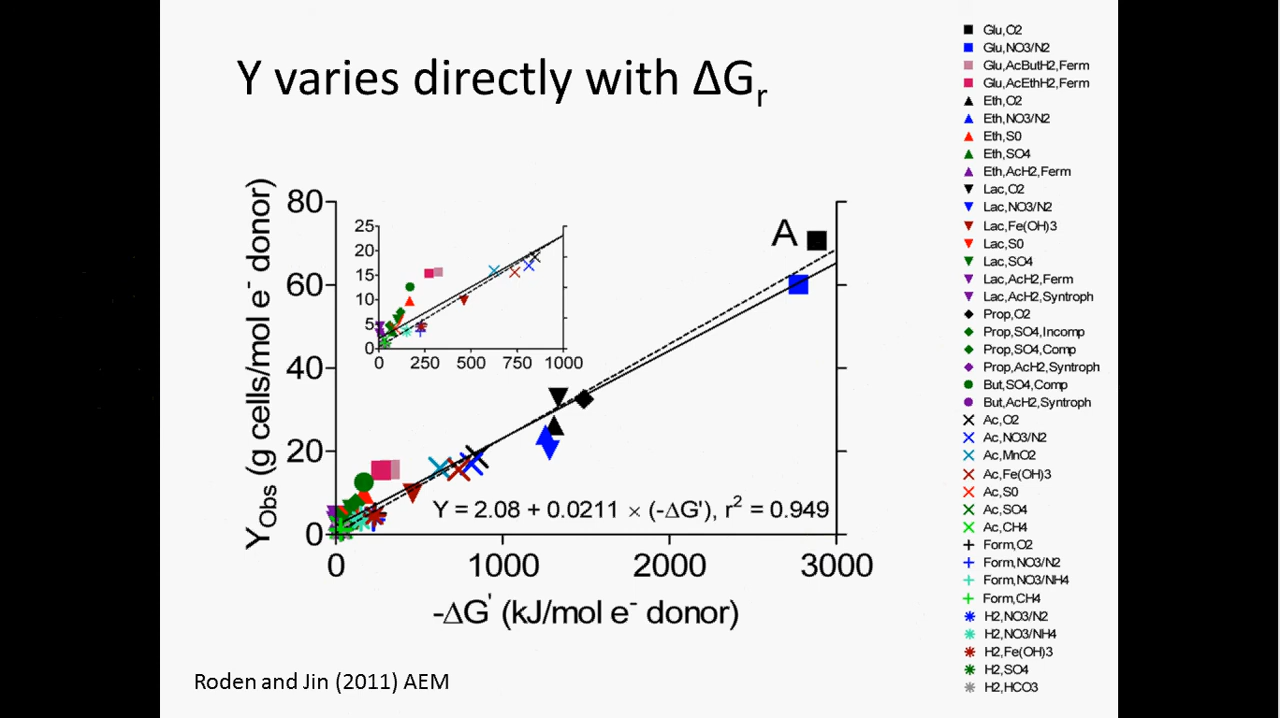 Y varies directly with ΔGr
A
Y = 2.08 + 0.0211 × (-ΔG'), r2 = 0.949
YObs (g cells/mol e- donor)
80
60
40
20
0
25
20
15
10
5
0
0 250 500 750 1000
0 1000 2000 3000
-ΔG' (kJ/mol e- donor)
Roden and Jin (2011) AEM
Glu,O2
Glu,NO3/N2
Glu,AcButH2,Ferm
Glu,AcEthH2,Ferm
Eth,O2
Eth,NO3/N2
Eth,S0
Eth,SO4
Eth,AcH2,Ferm
Lac,O2
Lac,NO3/N2
Lac,Fe(OH)3
Lac,S0
Lac,SO4
Lac,AcH2,Ferm
Lac,AcH2,Syntroph
Prop,O2
Prop,SO4,Incomp
Prop,SO4,Comp
Prop,AcH2,Syntroph
But,SO4,Comp
But,AcH2,Syntroph
Ac,O2
Ac,NO3/N2
Ac,MnO2
Ac,Fe(OH)3
Ac,S0
Ac,SO4
Ac,CH4
Form,O2
Form,NO3/N2
Form,NO3/NH4
Form,CH4
H2,NO3/N2
H2,NO3/NH4
H2,Fe(OH)3
H2,SO4
H2,HCO3